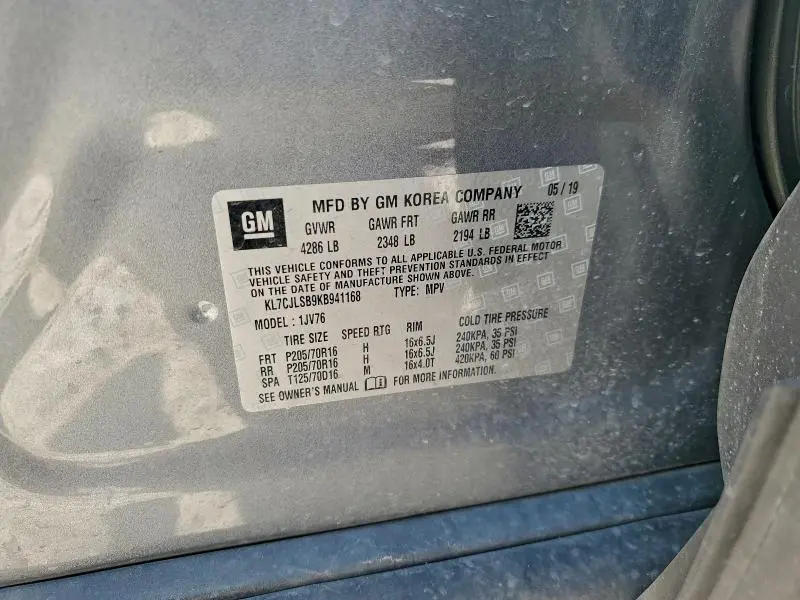 GM
MFD BY GM KOREA COMPANY 05 / 19
GVWR GAWR FRT GAWR RR
4286 LB 2348 LB 2194 LB
THIS VEHICLE CONFORMS TO ALL APPLICABLE U.S. FEDERAL MOTOR
VEHICLE SAFETY AND THEFT PREVENTION STANDARDS IN EFFECT
ON THE DATE OF MANUFACTURE SHOWN ABOVE.
KL7CJLSB9KB941168 TYPE: MPV
MODEL : 1JV76
TIRE SIZE SPEED RTG RIM COLD TIRE PRESSURE
FRT P205/70R16 H 16x6.5J 240KPA, 35 PSI
RR P205/70R16 H 16x6.5J 240KPA, 35 PSI
SPA T125/70D16 M 16x4.0T 420KPA, 60 PSI
SEE OWNER'S MANUAL FOR MORE INFORMATION.